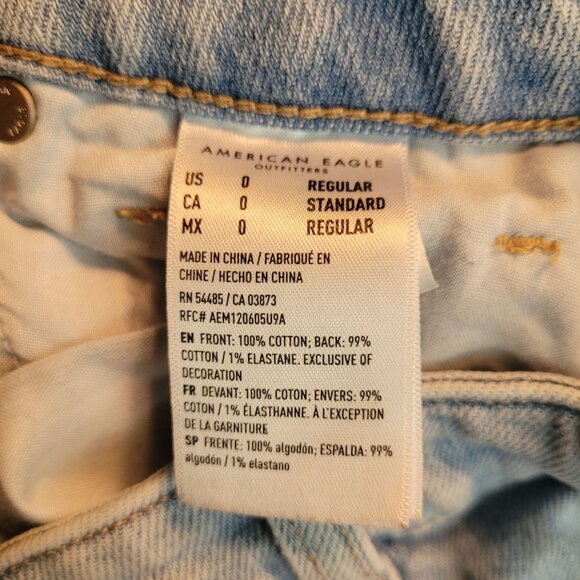 AMERICAN EAGLE
OUTFITTERS
US 0 REGULAR
CA 0 STANDARD
MX 0 REGULAR
MADE IN CHINA / FABRIQUÉ EN
CHINE / HECHO EN CHINA
RN 54485 / CA 03873
RFC# AEM120605U9A
EN FRONT: 100% COTTON; BACK: 99%
COTTON / 1% ELASTANE. EXCLUSIVE OF
DECORATION
FR DEVANT: 100% COTON; ENVERS: 99%
COTON / 1% ÉLASTHANNE. À L'EXCEPTION
DE LA GARNITURE
SP FRENTE: 100% algodón; ESPALDA: 99%
algodón / 1% elastano